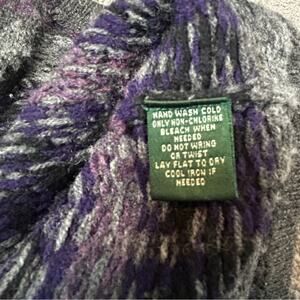 HAND WASH COLD
ONLY NON-CHLORINE
BLEACH WHEN
NEEDED
DO NOT WRING
OR TWIST
LAY FLAT TO DRY
COOL IRON IF
NEEDED